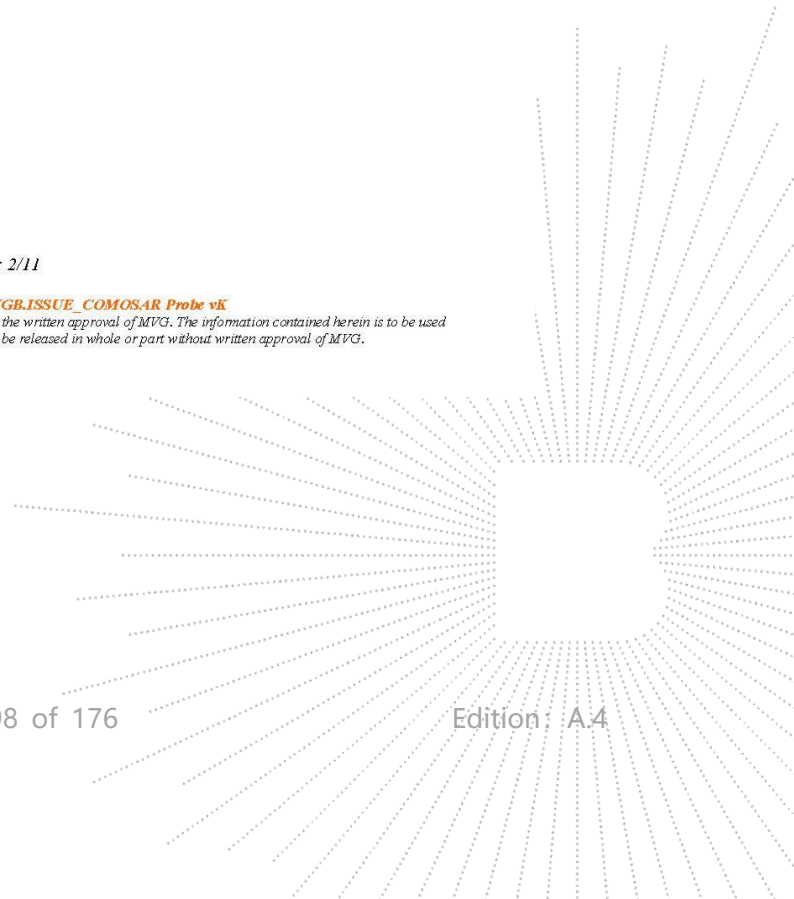 : 2/11
GB.ISSUE_COMOSAR Probe vK
the written approval of MVG. The information contained herein is to be used
be released in whole or part without written approval of MVG.
8 of 176 Edition: A.4